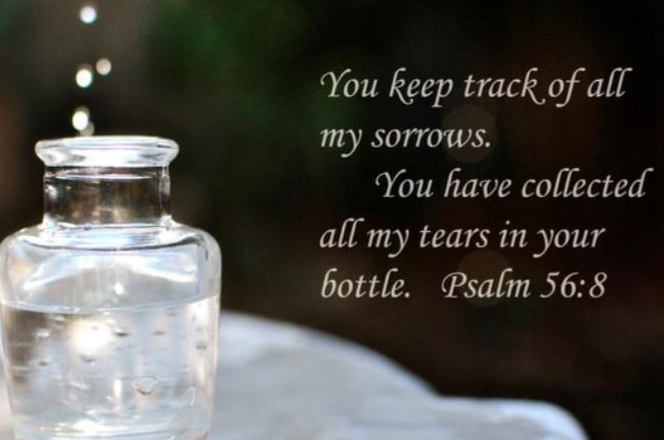 You keep track of all
my sorrows.
You have collected
all my tears in your
bottle. Psalm 56:8